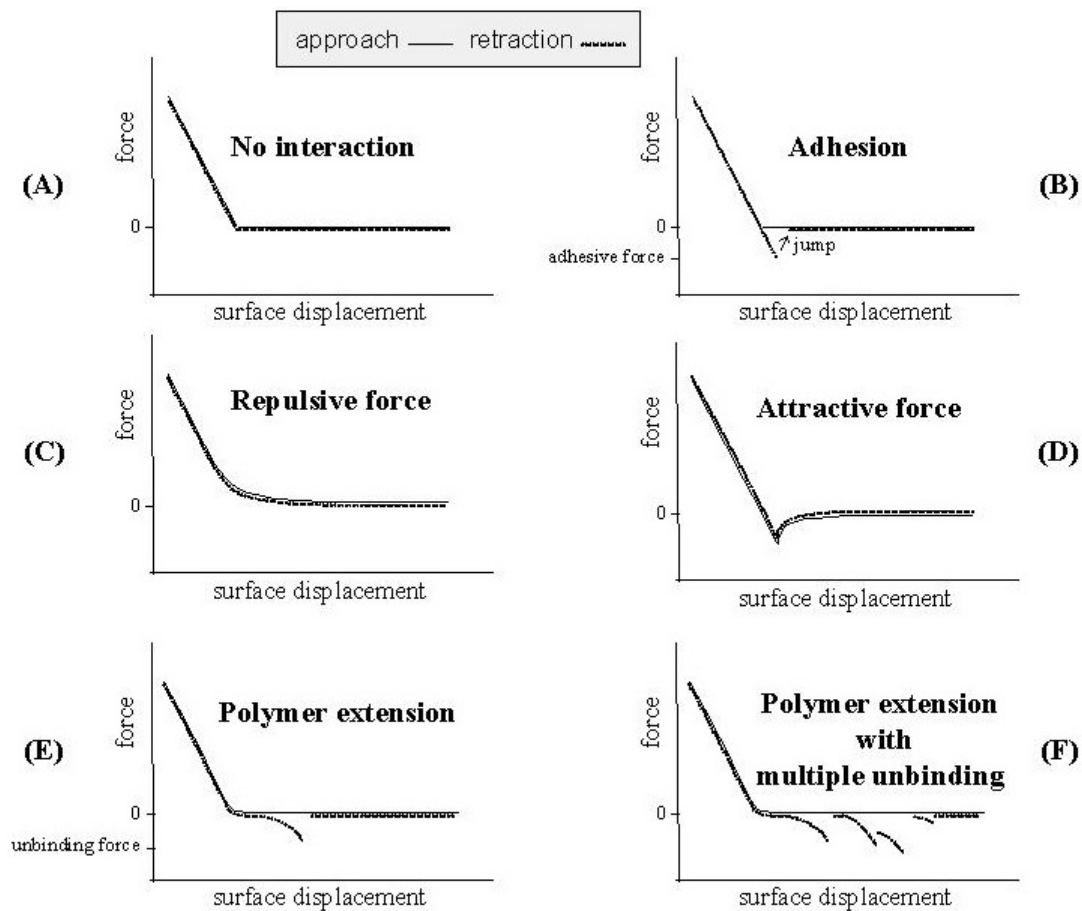 approach retraction
force
No interaction
(A)
0
surface displacement
force
Adhesion
(B)
0
jump
adhesive force
surface displacement
force
Repulsive force
(C)
0
surface displacement
force
Attractive force
(D)
0
surface displacement
force
Polymer extension
(E)
0
unbinding force
surface displacement
force
Polymer extension
with
multiple unbinding
(F)
0
surface displacement